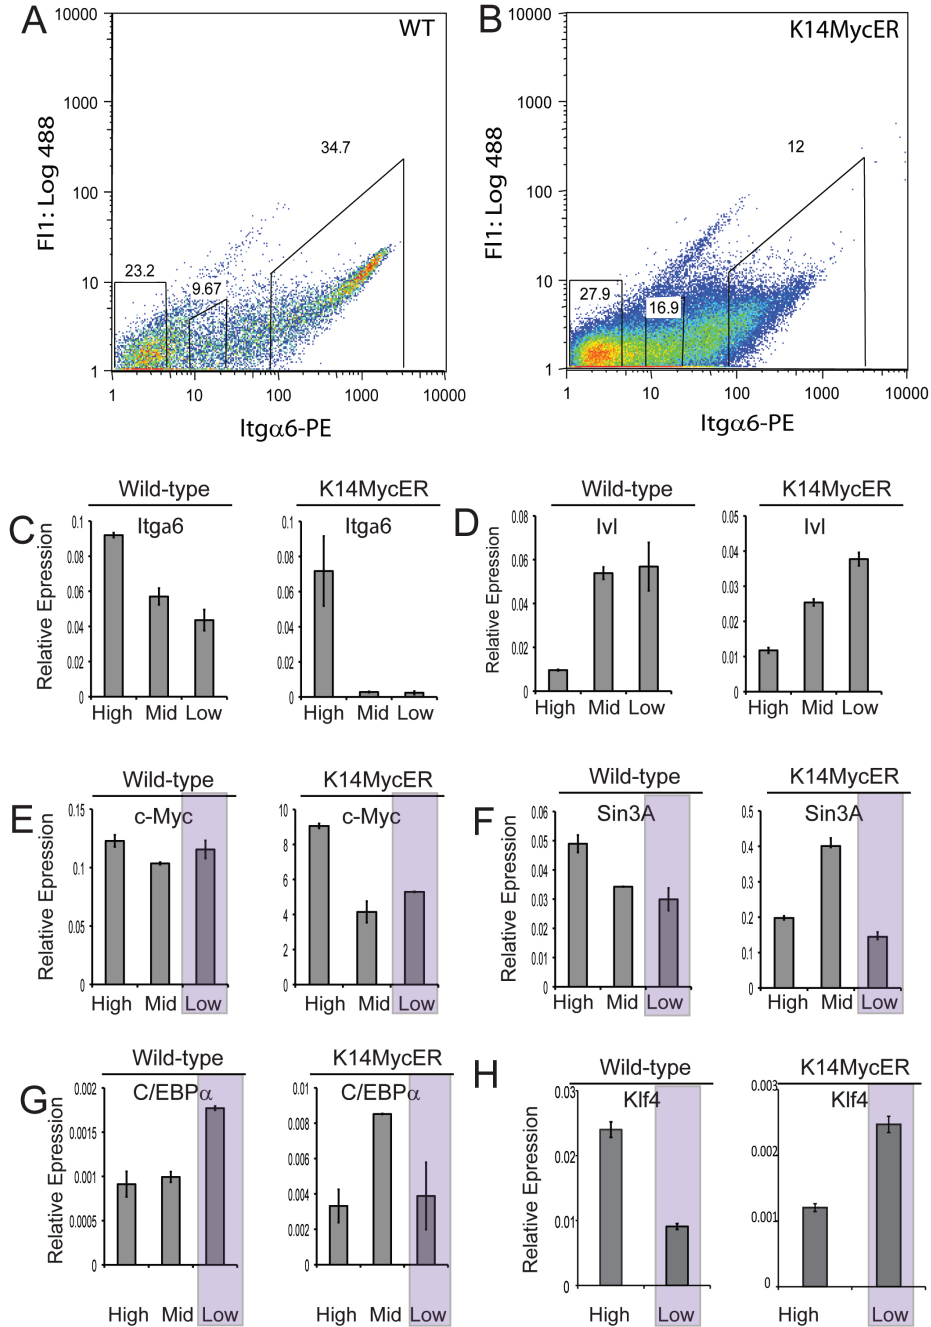 A
WT
10000
1000
100
10
1
Fl1: Log 488
34.7
23.2
9.67
1 10 100 1000 10000
Itgα6-PE
B
K14MycER
10000
1000
100
10
1
Fl1: Log 488
12
27.9
16.9
1 10 100 1000 10000
Itgα6-PE
C
Wild-type
Itga6
Relative Epression
0.1
0.08
0.06
0.04
0.02
0
High Mid Low
K14MycER
Itga6
0.1
0.08
0.06
0.04
0.02
0
High Mid Low
D
Wild-type
Ivl
Relative Epression
0.08
0.06
0.04
0.02
0
High Mid Low
K14MycER
Ivl
0.05
0.04
0.03
0.02
0.01
0
High Mid Low
E
Wild-type
c-Myc
Relative Epression
0.15
0.1
0.05
0
High Mid Low
K14MycER
c-Myc
10
8
6
4
2
0
High Mid Low
F
Wild-type
Sin3A
Relative Epression
0.06
0.05
0.04
0.03
0.02
0.01
0
High Mid Low
K14MycER
Sin3A
0.5
0.4
0.3
0.2
0.1
0
High Mid Low
G
Wild-type
C/EBPα
Relative Epression
0.002
0.0015
0.001
0.0005
0
High Mid Low
K14MycER
C/EBPα
0.01
0.008
0.006
0.004
0.002
0
High Mid Low
H
Wild-type
Klf4
Relative Epression
0.03
0.02
0.01
0
High Low
K14MycER
Klf4
0.003
0.002
0.001
0
High Low